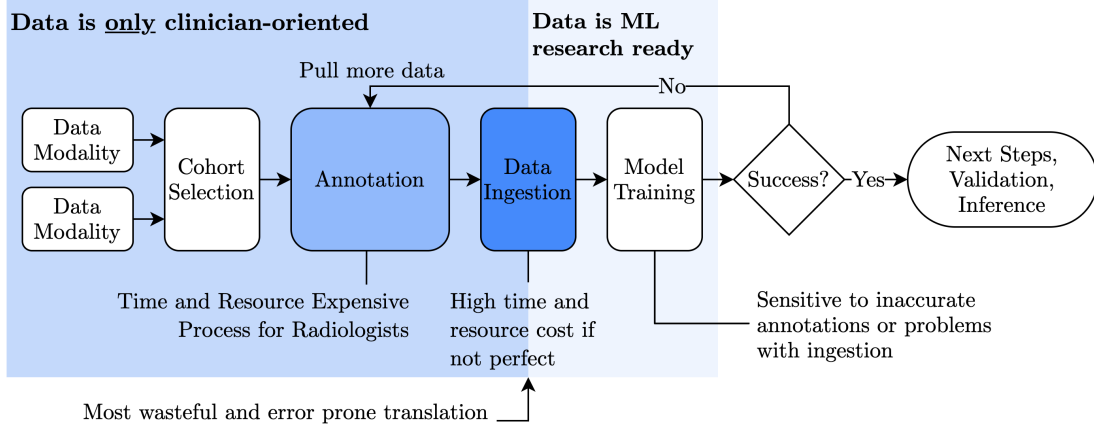 Data is only clinician-oriented
Data is ML
research ready
Pull more data
No
Data
Modality
Data
Modality
Cohort
Selection
Annotation
Data
Ingestion
Model
Training
Success?
Yes
Next Steps,
Validation,
Inference
Time and Resource Expensive
Process for Radiologists
High time and
resource cost if
not perfect
Sensitive to inaccurate
annotations or problems
with ingestion
Most wasteful and error prone translation